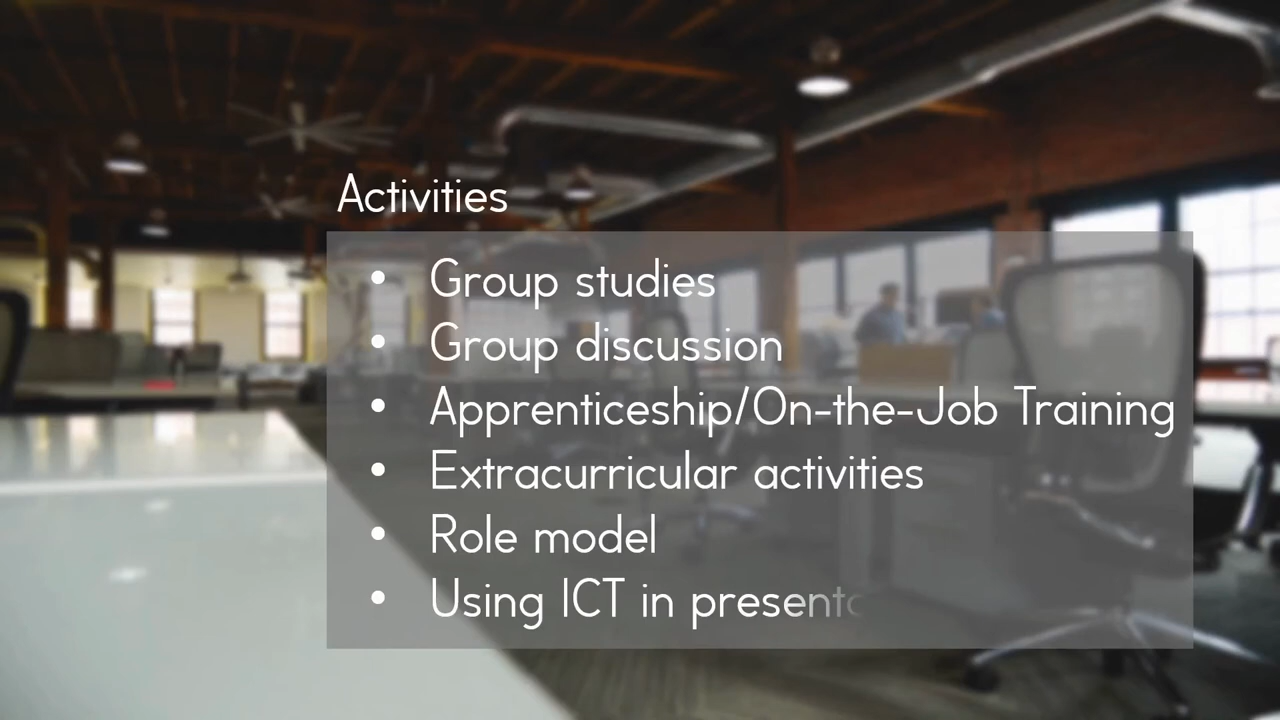 Activities
• Group studies
• Group discussion
• Apprenticeship/On-the-Job Training
• Extracurricular activities
• Role model
• Using ICT in